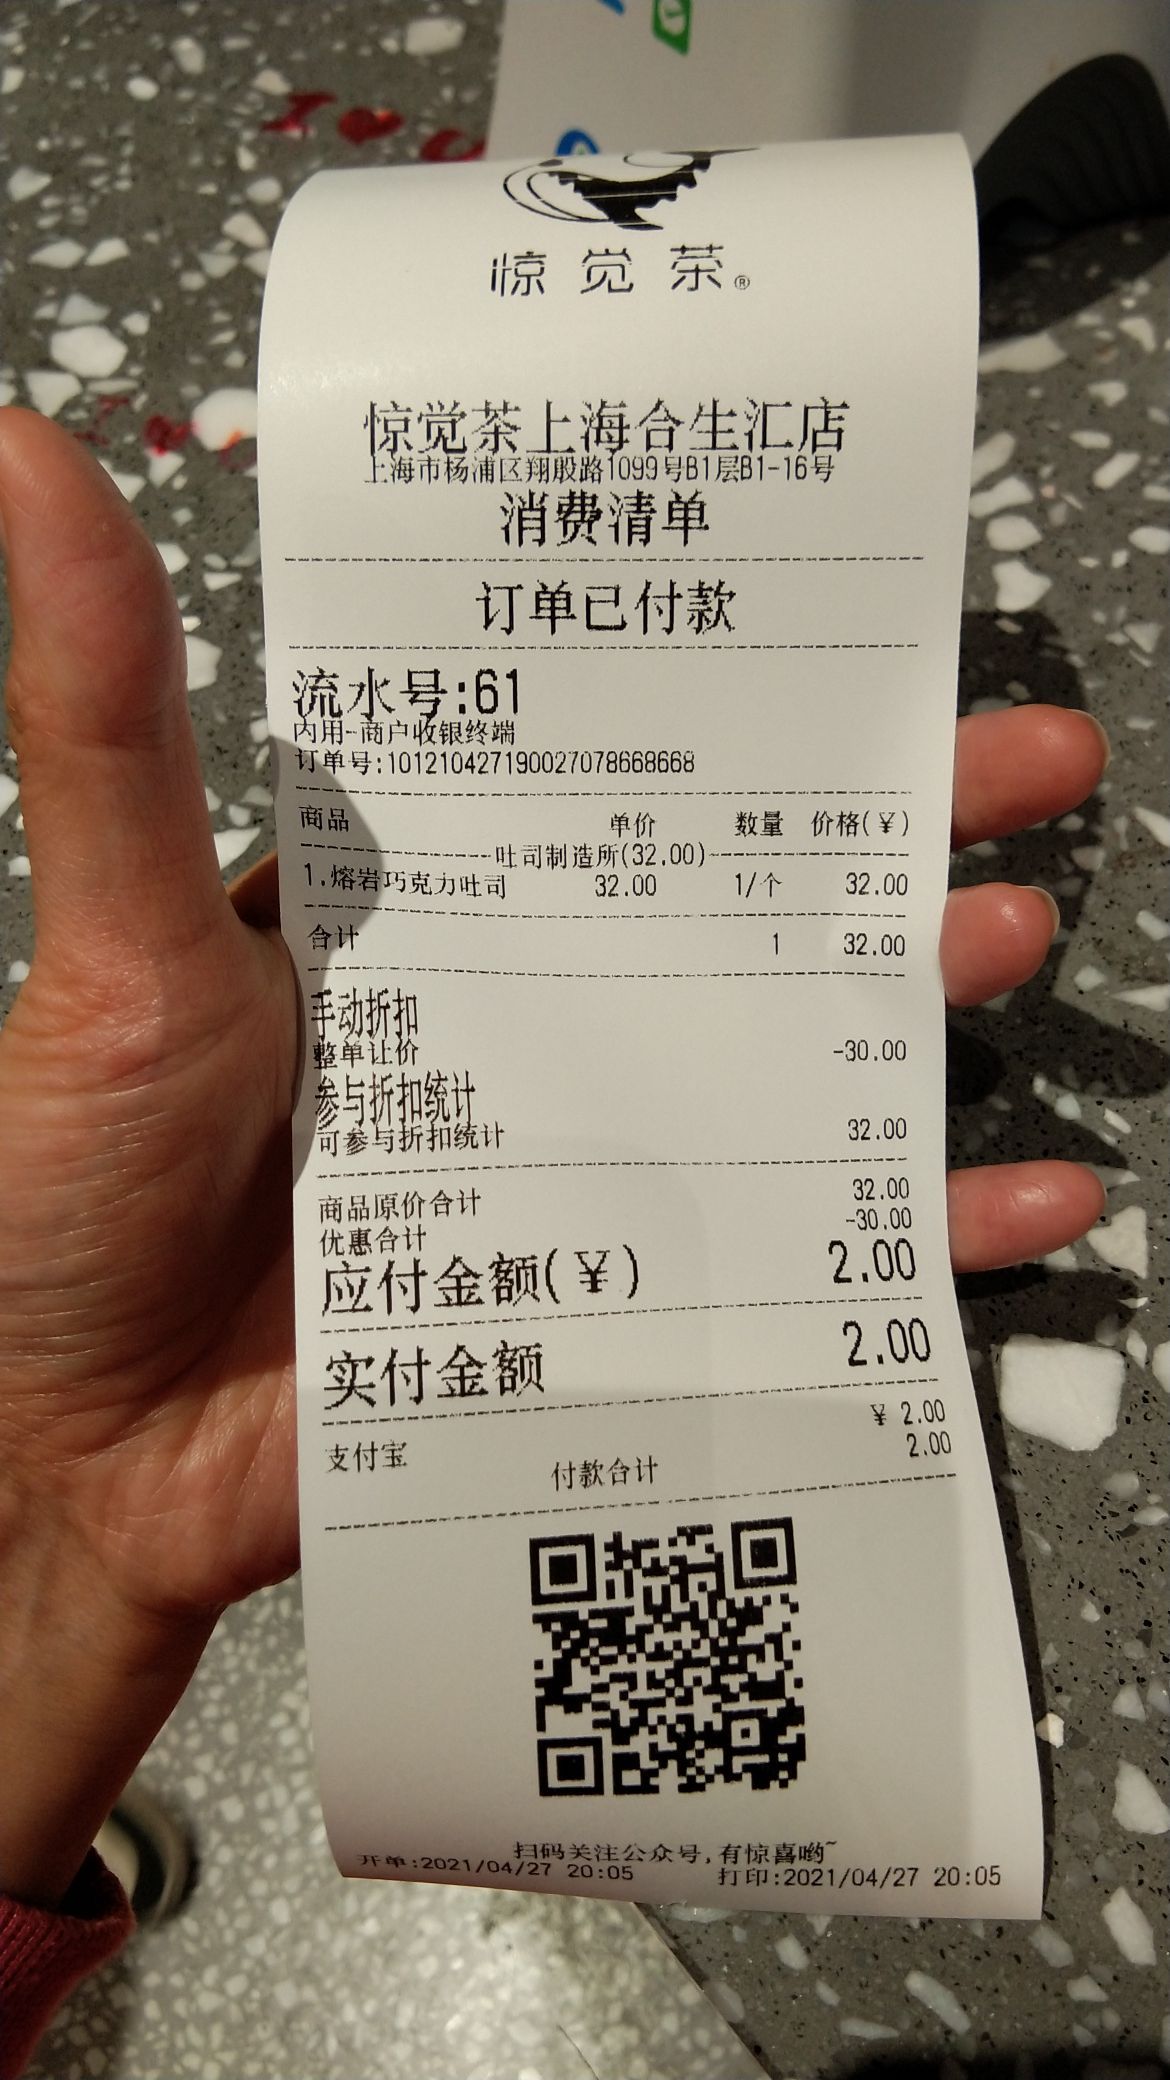 I ❤ U
惊觉茶®
惊觉茶上海合生汇店
上海市杨浦区翔殷路1099号B1层B1-16号
消费清单
订单已付款
流水号:61
内用-商户收银终端
订单号:101210427190027078668668
商品 单价 数量 价格(¥)
吐司制造所(32.00)
1.熔岩巧克力吐司 32.00 1/个 32.00
合计 1 32.00
手动折扣
整单让价 -30.00
参与折扣统计
可参与折扣统计 32.00
商品原价合计 32.00
优惠合计 -30.00
应付金额(¥) 2.00
实付金额 2.00
支付宝 ¥ 2.00
付款合计 2.00
扫码关注公众号,有惊喜哟~
开单:2021/04/27 20:05 打印:2021/04/27 20:05